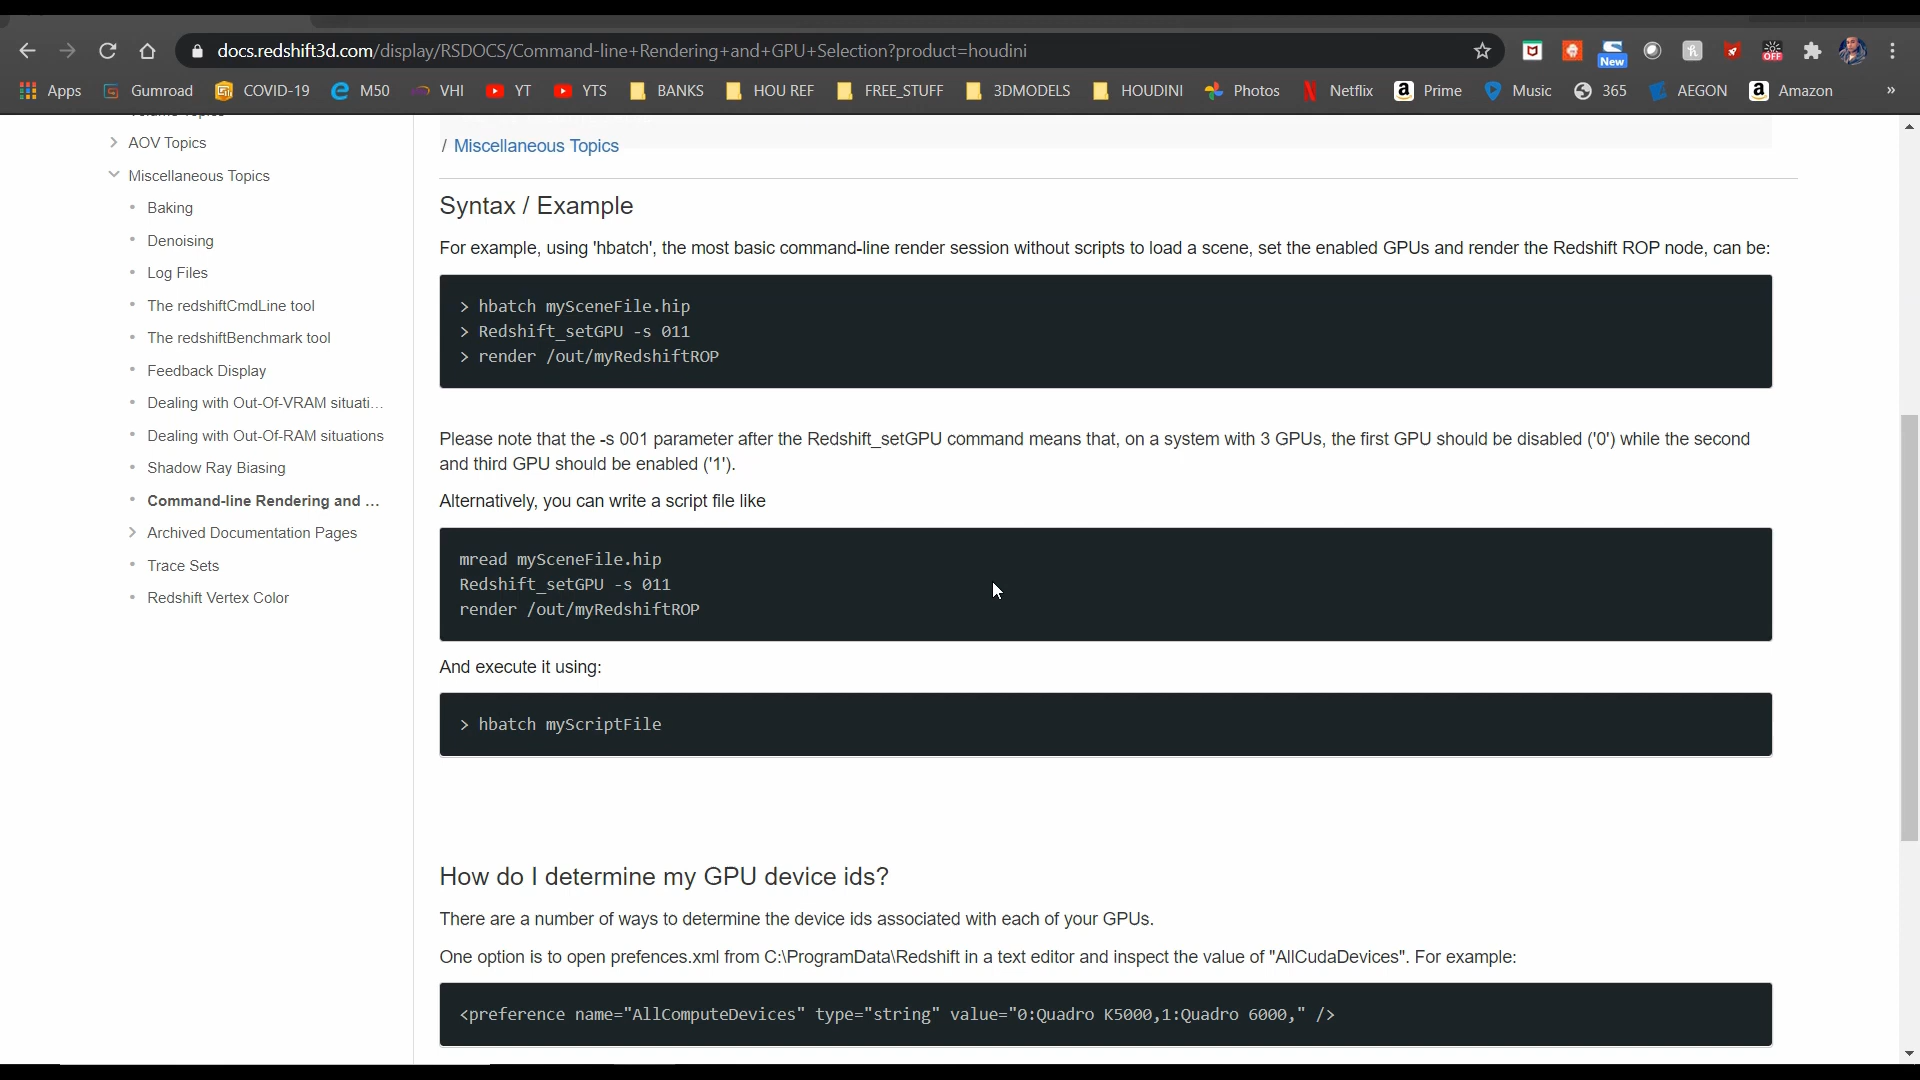 docs.redshift3d.com/display/RSDOCS/Command-line+Rendering+and+GPU+Selection?product=houdini
New
OFF
Apps Gumroad COVID-19 M50 VHI YT YTS BANKS HOU REF FREE_STUFF 3DMODELS HOUDINI Photos Netflix Prime Music 365 AEGON Amazon »
AOV Topics
Miscellaneous Topics
Baking
Denoising
Log Files
The redshiftCmdLine tool
The redshiftBenchmark tool
Feedback Display
Dealing with Out-Of-VRAM situati...
Dealing with Out-Of-RAM situations
Shadow Ray Biasing
Command-line Rendering and ...
Archived Documentation Pages
Trace Sets
Redshift Vertex Color
/ Miscellaneous Topics
Syntax / Example
For example, using 'hbatch', the most basic command-line render session without scripts to load a scene, set the enabled GPUs and render the Redshift ROP node, can be:
> hbatch mySceneFile.hip
> Redshift_setGPU -s 011
> render /out/myRedshiftROP
Please note that the -s 001 parameter after the Redshift_setGPU command means that, on a system with 3 GPUs, the first GPU should be disabled ('0') while the second
and third GPU should be enabled ('1').
Alternatively, you can write a script file like
mread mySceneFile.hip
Redshift_setGPU -s 011
render /out/myRedshiftROP
And execute it using:
> hbatch myScriptFile
How do I determine my GPU device ids?
There are a number of ways to determine the device ids associated with each of your GPUs.
One option is to open prefences.xml from C:\ProgramData\Redshift in a text editor and inspect the value of "AllCudaDevices". For example:
<preference name="AllComputeDevices" type="string" value="0:Quadro K5000,1:Quadro 6000," />